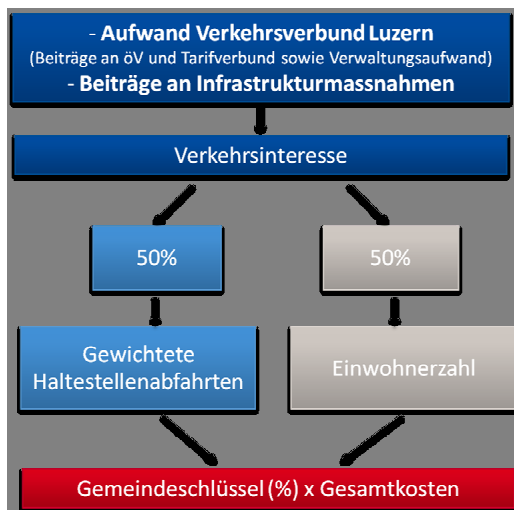 - Aufwand Verkehrsverbund Luzern
(Beiträge an öV und Tarifverbund sowie Verwaltungsaufwand)
- Beiträge an Infrastrukturmassnahmen
Verkehrsinteresse
50%
50%
Gewichtete
Haltestellenabfahrten
Einwohnerzahl
Gemeindeschlüssel (%) x Gesamtkosten